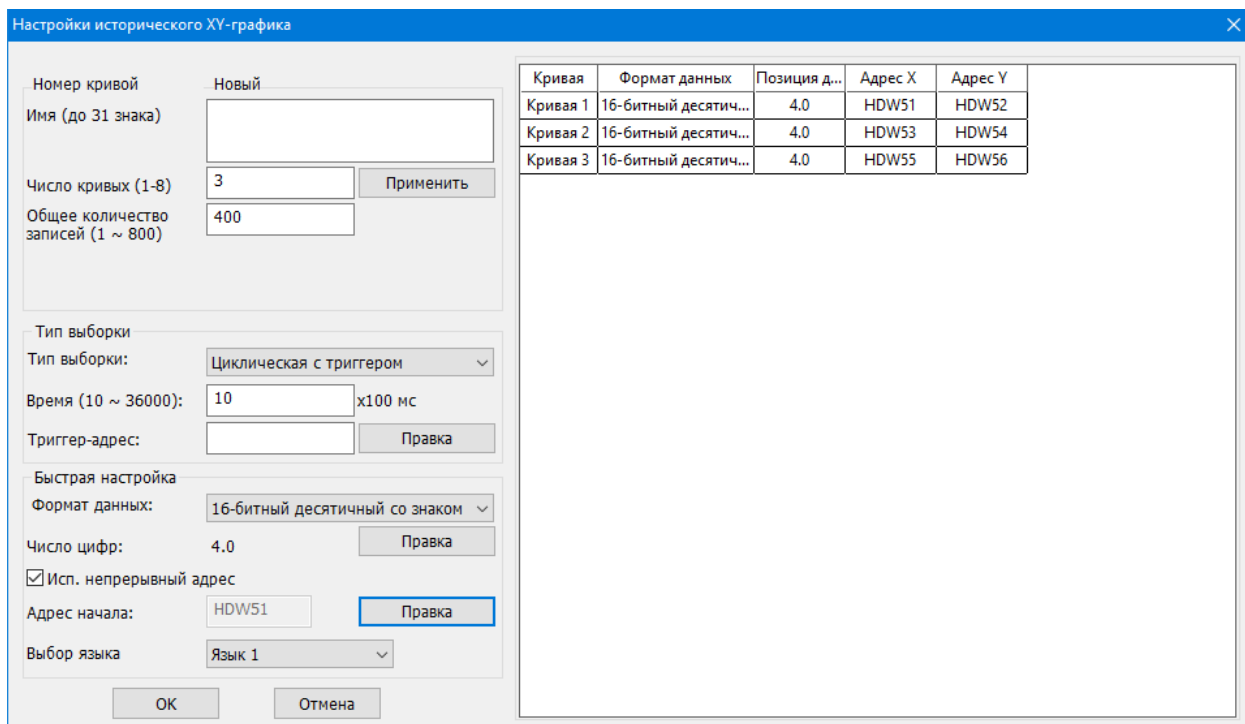 Настройки исторического XY-графика
Номер кривой Новый
Имя (до 31 знака)
Число кривых (1-8) 3 Применить
Общее количество
записей (1 ~ 800) 400
Тип выборки
Тип выборки: Циклическая с триггером
Время (10 ~ 36000): 10 x100 мс
Триггер-адрес: Правка
Быстрая настройка
Формат данных: 16-битный десятичный со знаком
Число цифр: 4.0 Правка
Исп. непрерывный адрес
Адрес начала: HDW51 Правка
Выбор языка Язык 1
OK Отмена
Кривая Формат данных Позиция д... Адрес X Адрес Y
Кривая 1 16-битный десятич... 4.0 HDW51 HDW52
Кривая 2 16-битный десятич... 4.0 HDW53 HDW54
Кривая 3 16-битный десятич... 4.0 HDW55 HDW56